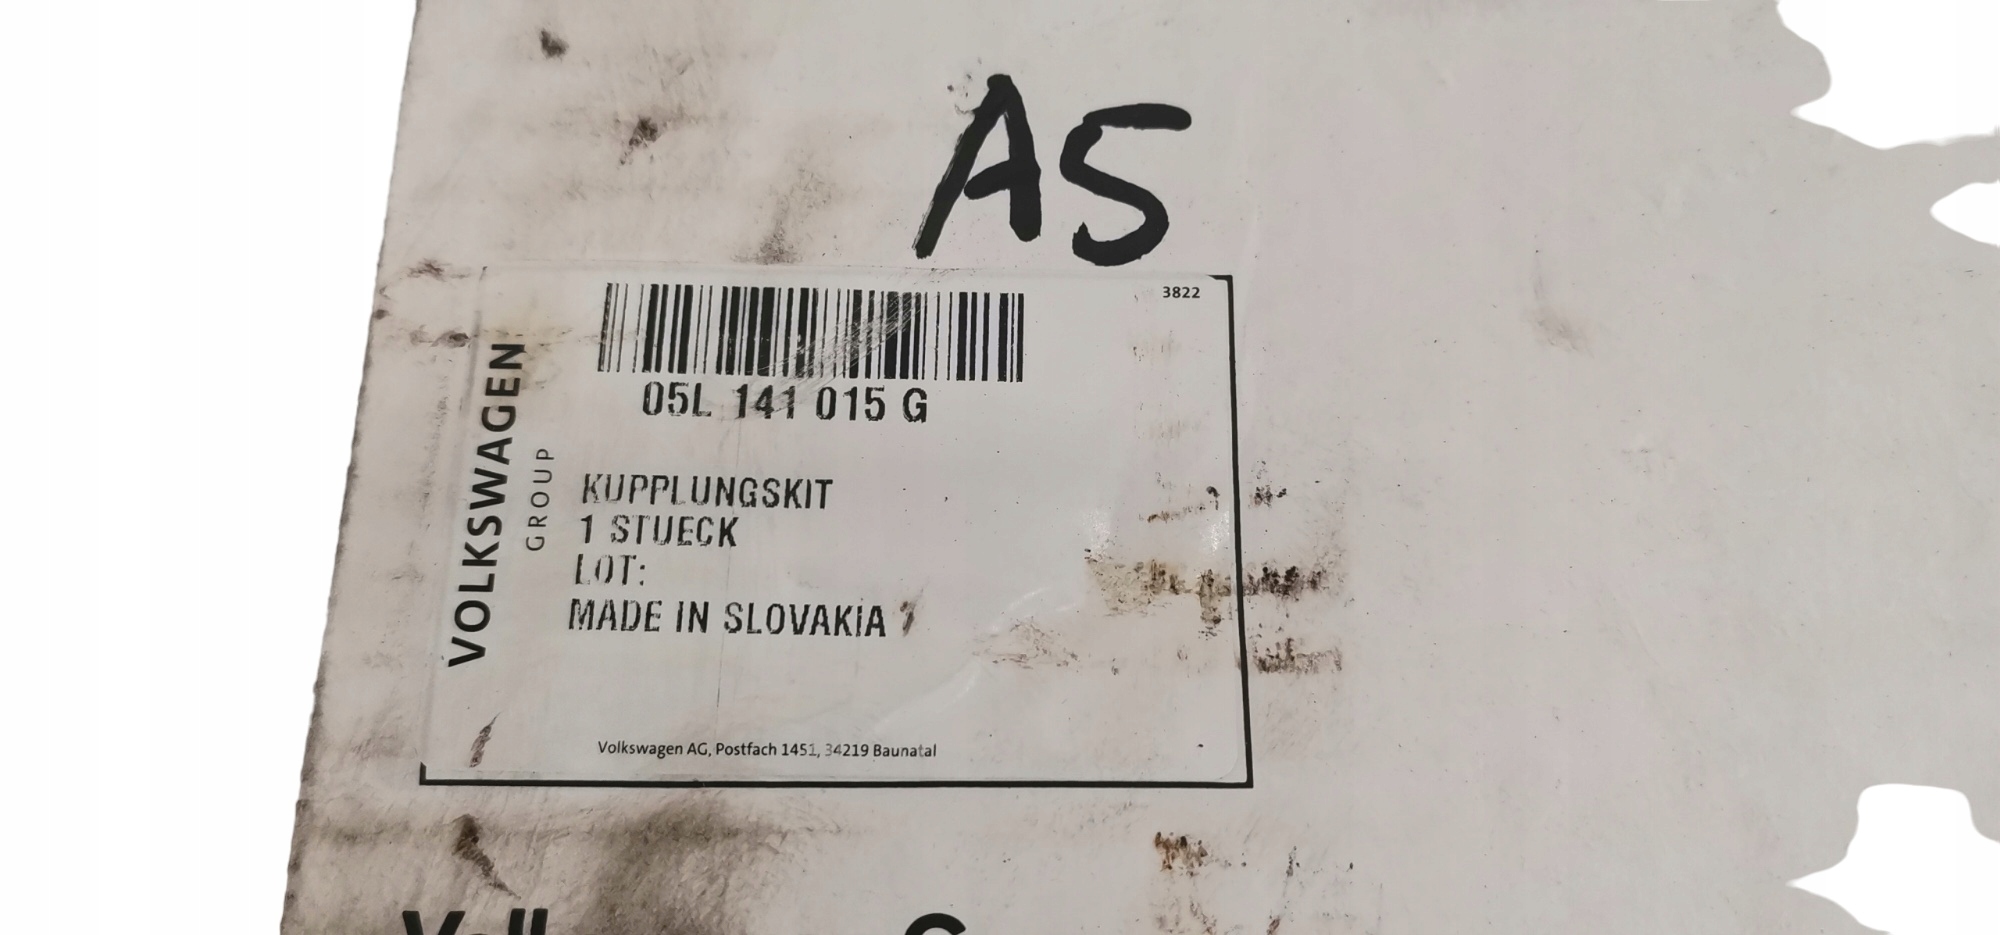 A5
3822
05L 141 015 G
VOLKSWAGEN
GROUP
KUPPLUNGSKIT
1 STUECK
LOT:
MADE IN SLOVAKIA
Volkswagen AG, Postfach 1451, 34219 Baunatal